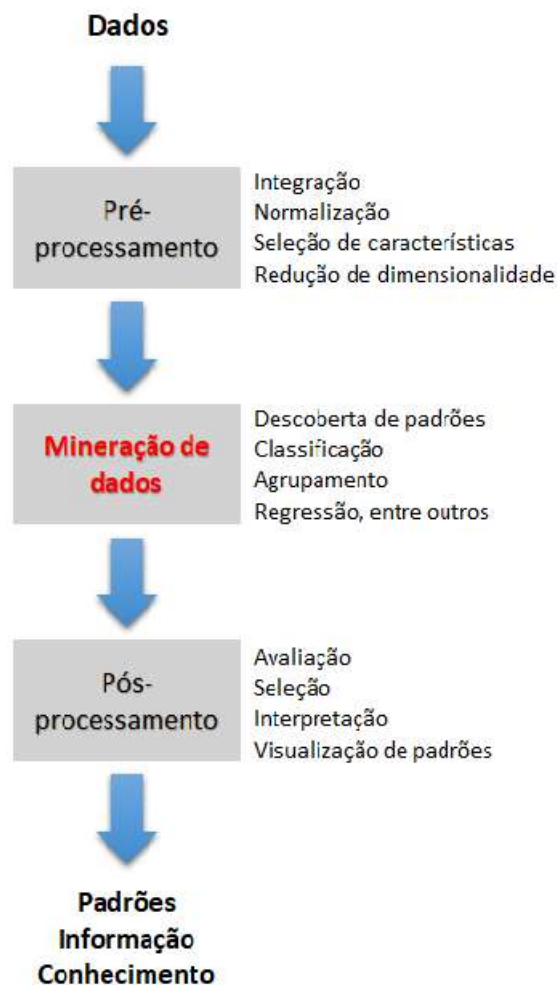 Dados
Pré-
processamento
Integração
Normalização
Seleção de características
Redução de dimensionalidade
Mineração de
dados
Descoberta de padrões
Classificação
Agrupamento
Regressão, entre outros
Pós-
processamento
Avaliação
Seleção
Interpretação
Visualização de padrões
Padrões
Informação
Conhecimento